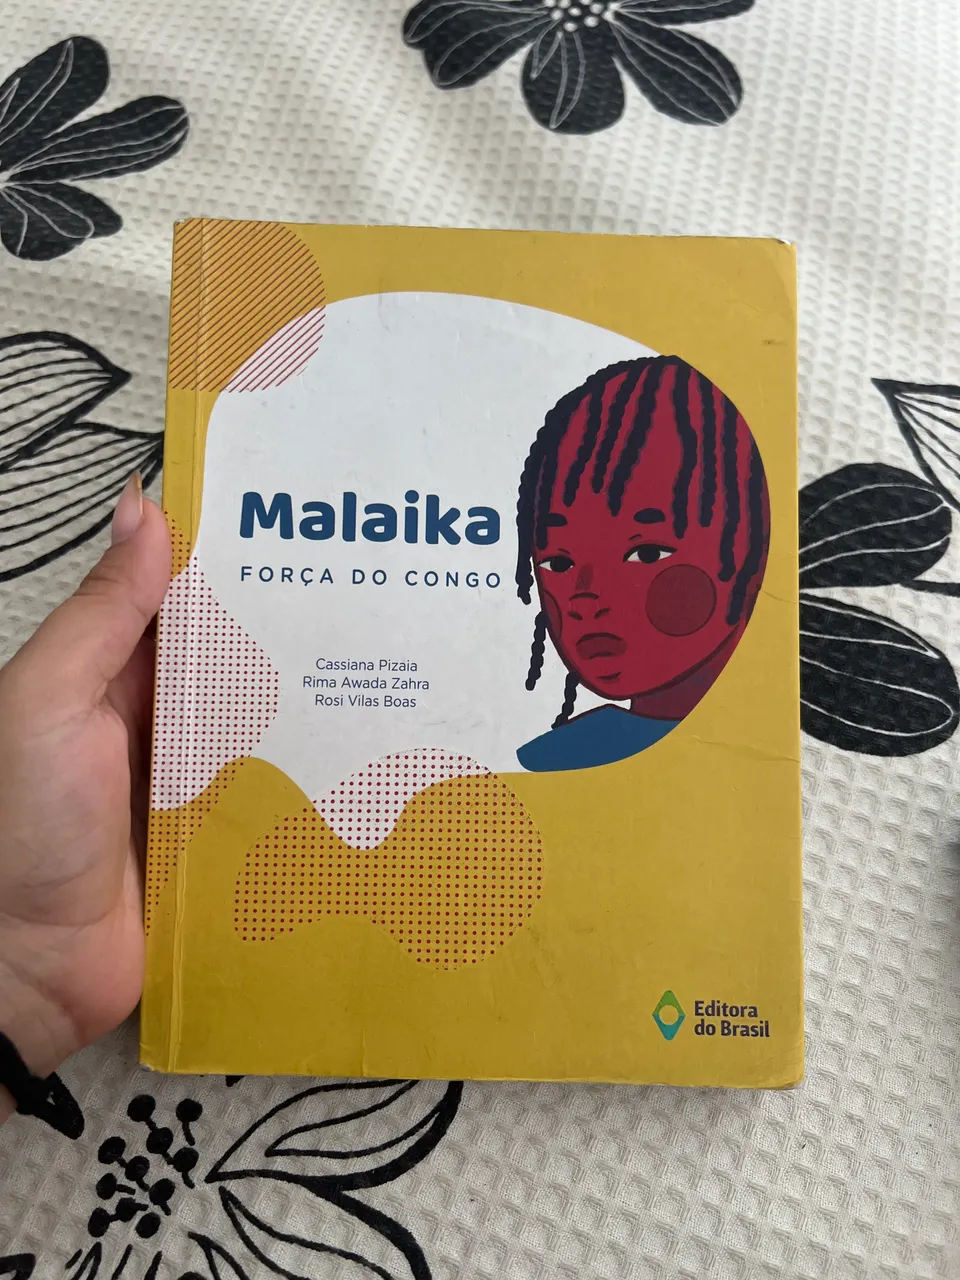 Malaika
FORÇA DO CONGO
Cassiana Pizaia
Rima Awada Zahra
Rosi Vilas Boas
Editora
do Brasil